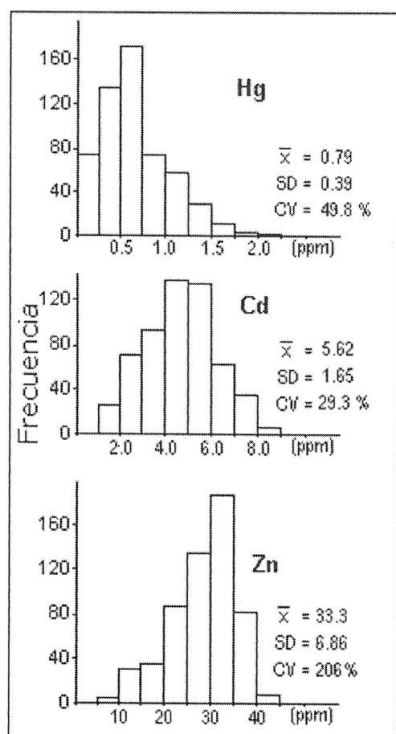 Frecuencia
Hg
160
120
80
40
0
x̅ = 0.79
SD = 0.39
CV = 49.8 %
0.5 1.0 1.5 2.0 (ppm)
Cd
120
80
40
0
x̅ = 5.62
SD = 1.65
CV = 29.3 %
2.0 4.0 6.0 8.0 (ppm)
Zn
160
120
80
40
0
x̅ = 33.3
SD = 6.86
CV = 206 %
10 20 30 40 (ppm)